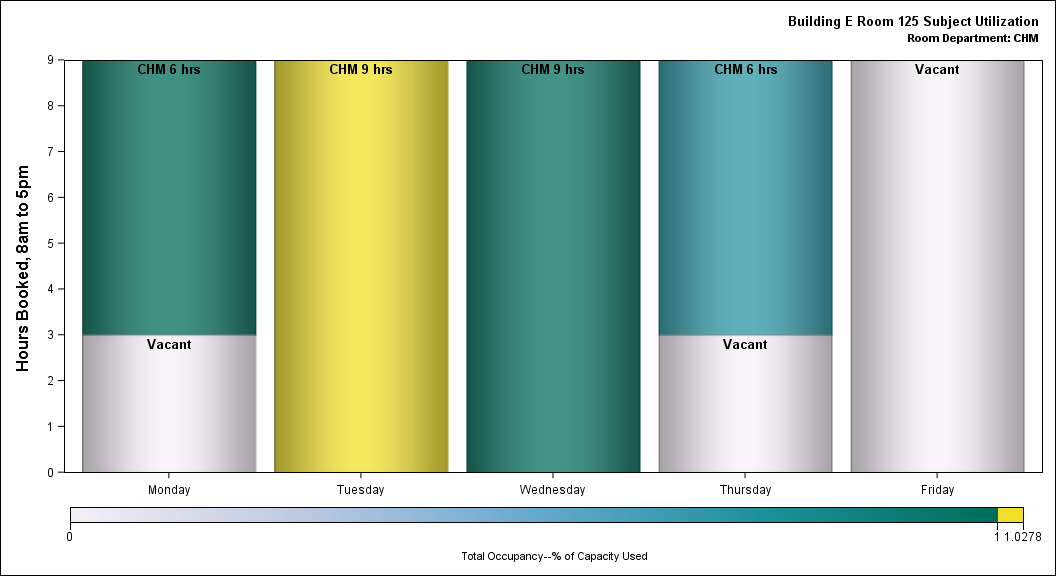 Building E Room 125 Subject Utilization
Room Department: CHM
Hours Booked, 8am to 5pm
9
8
7
6
5
4
3
2
1
0
CHM 6 hrs
CHM 9 hrs
CHM 9 hrs
CHM 6 hrs
Vacant
Vacant
Vacant
Monday
Tuesday
Wednesday
Thursday
Friday
0
1 1.0278
Total Occupancy--% of Capacity Used